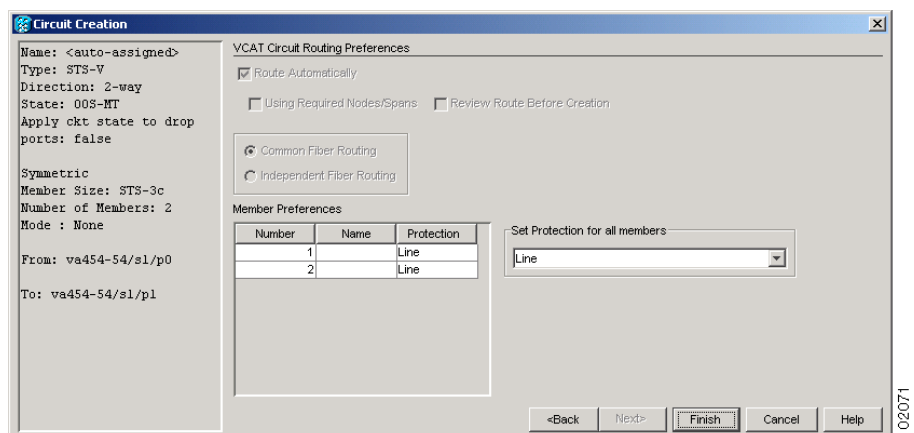 Circuit Creation
Name: <auto-assigned>
Type: STS-V
Direction: 2-way
State: OOS-MT
Apply ckt state to drop
ports: false
Symmetric
Member Size: STS-3c
Number of Members: 2
Mode : None
From: va454-54/s1/p0
To: va454-54/s1/p1
VCAT Circuit Routing Preferences
Route Automatically
Using Required Nodes/Spans Review Route Before Creation
Common Fiber Routing
Independent Fiber Routing
Member Preferences
Number Name Protection
1 Line
2 Line
Set Protection for all members
Line
<Back Next> Finish Cancel Help
02071